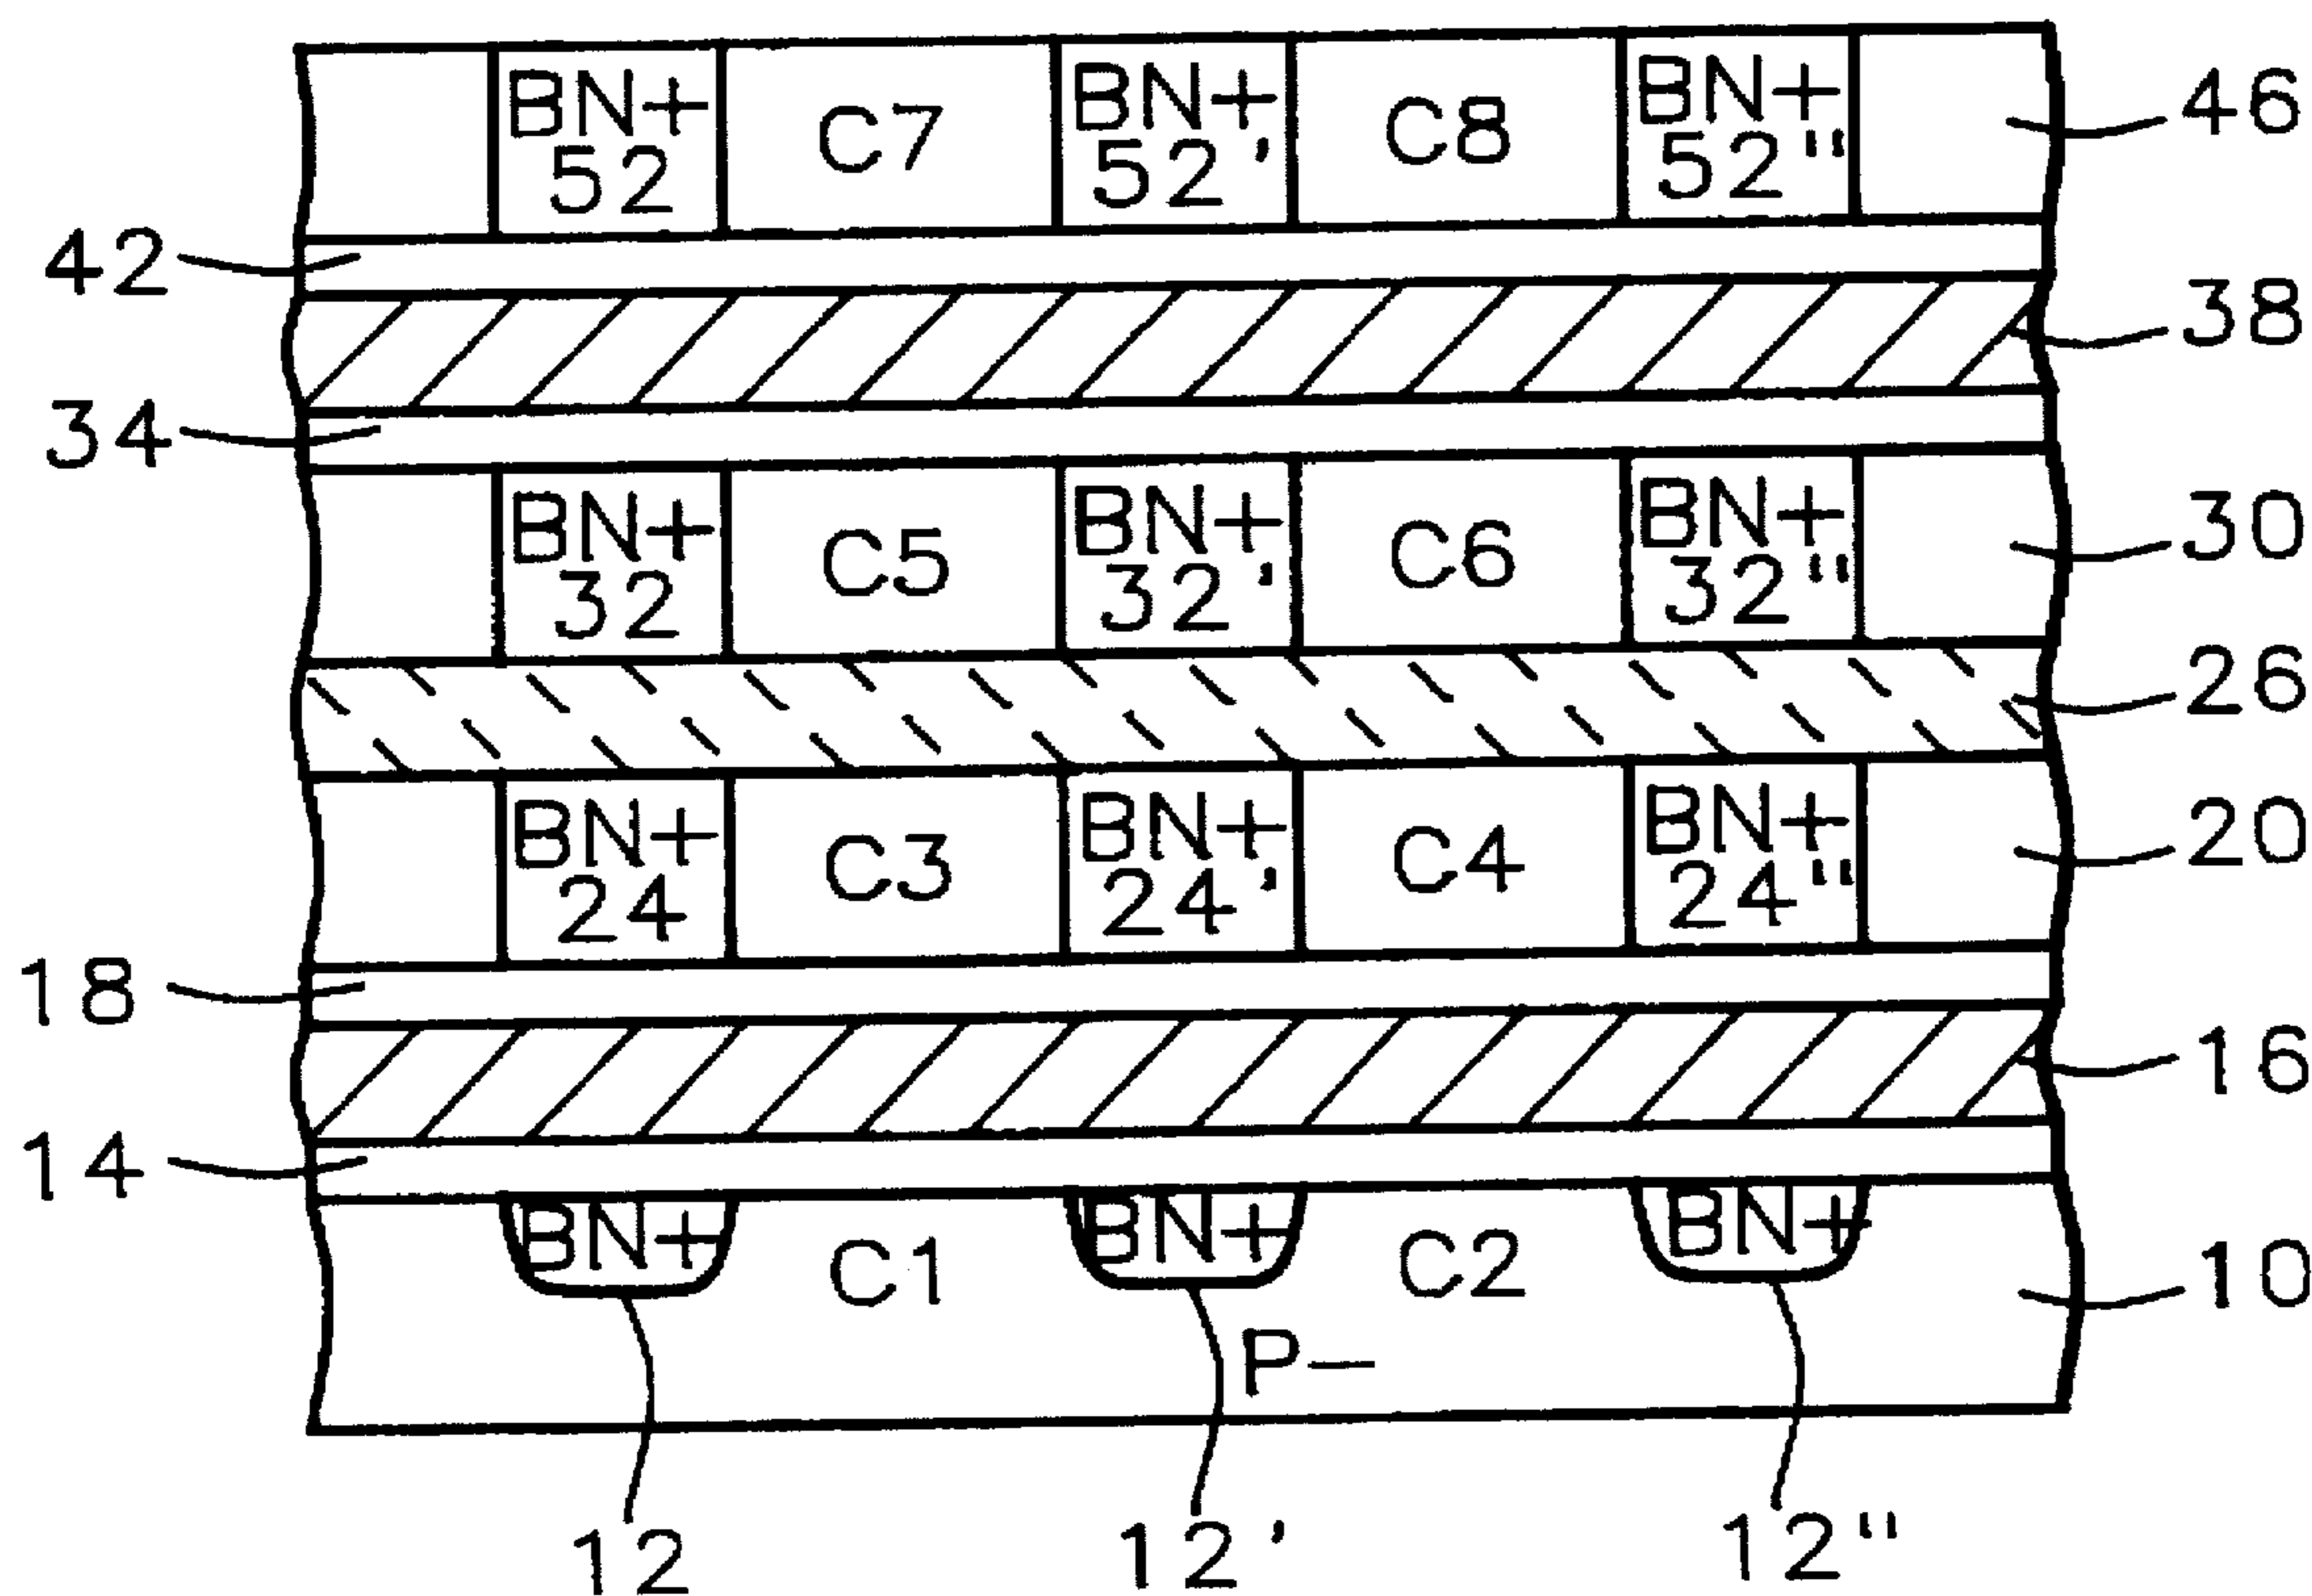 BN+ BN+ BN+ 46
C7 C8
52 52' 52"
42
38
34
BN+ BN+ BN+ 30
C5 C6
32 32' 32"
26
BN+ BN+ BN+ 20
C3 C4
24 24' 24"
18
16
14
BN+ BN+ BN+
C1 C2 10
P-
12 12' 12"